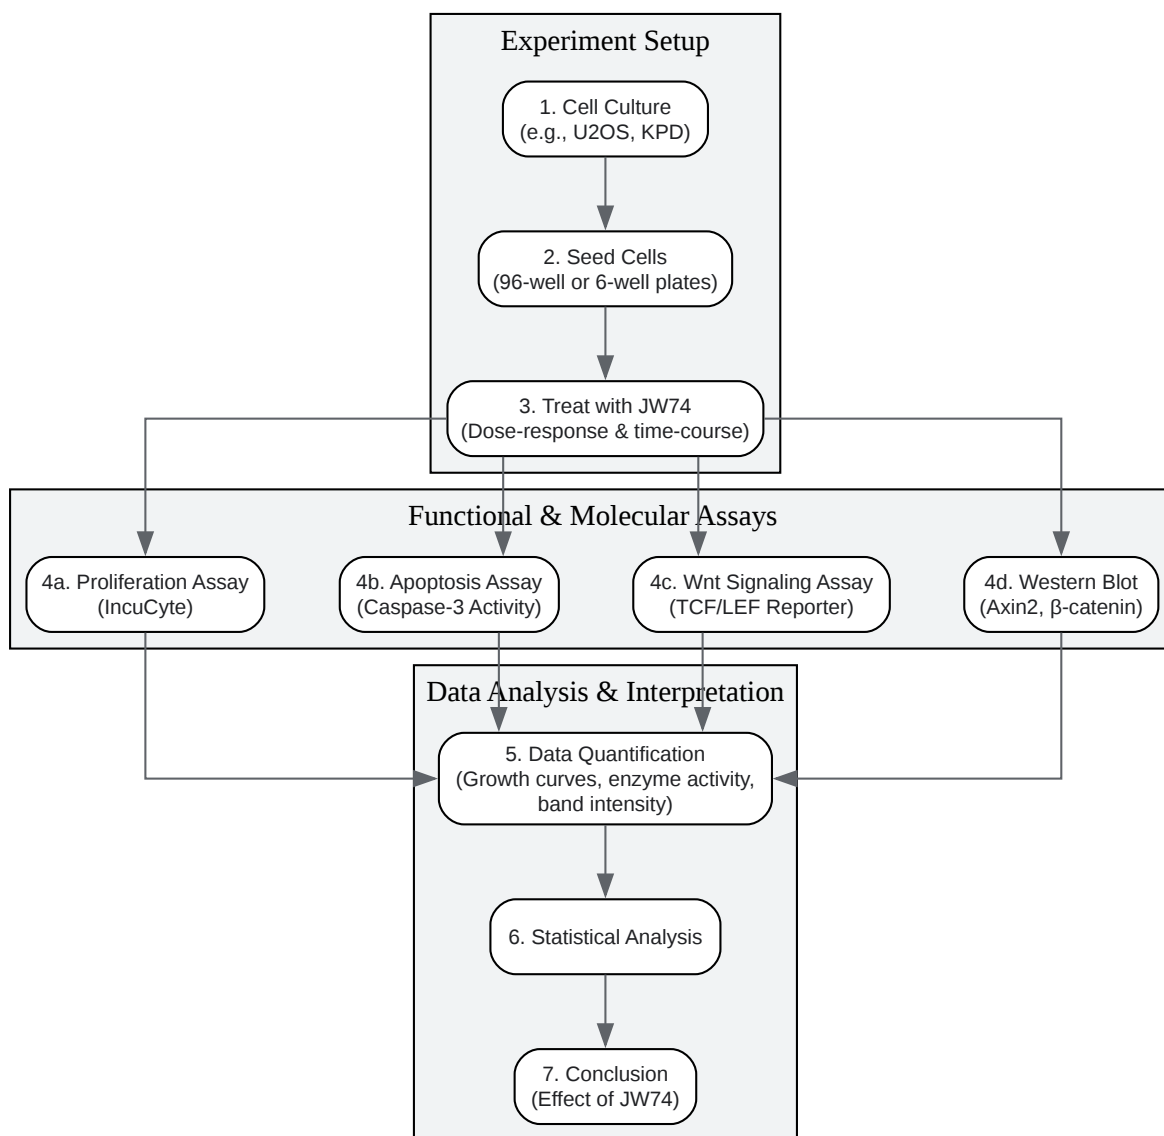 Experiment Setup
1. Cell Culture
(e.g., U2OS, KPD)
2. Seed Cells
(96-well or 6-well plates)
3. Treat with JW74
(Dose-response & time-course)
Functional & Molecular Assays
4a. Proliferation Assay
(IncuCyte)
4b. Apoptosis Assay
(Caspase-3 Activity)
4c. Wnt Signaling Assay
(TCF/LEF Reporter)
4d. Western Blot
(Axin2, β-catenin)
Data Analysis & Interpretation
5. Data Quantification
(Growth curves, enzyme activity,
band intensity)
6. Statistical Analysis
7. Conclusion
(Effect of JW74)